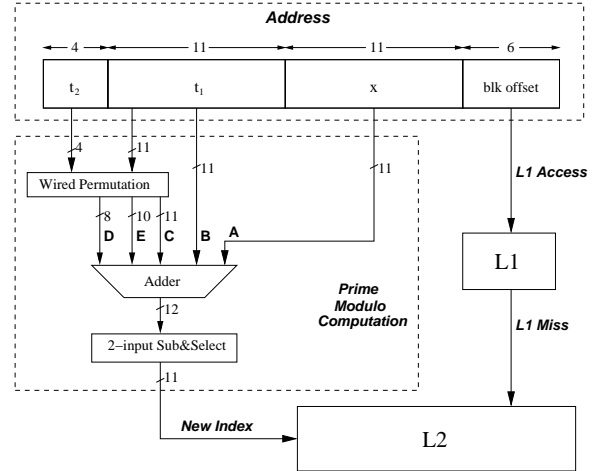 Address
4 11 11 6
t₂ t₁ x blk offset
4 11 11 11
Wired Permutation
L1 Access
8 10 11
D E C B A
L1
Adder
Prime
Modulo
Computation
12
L1 Miss
2−input Sub&Select
11
New Index
L2